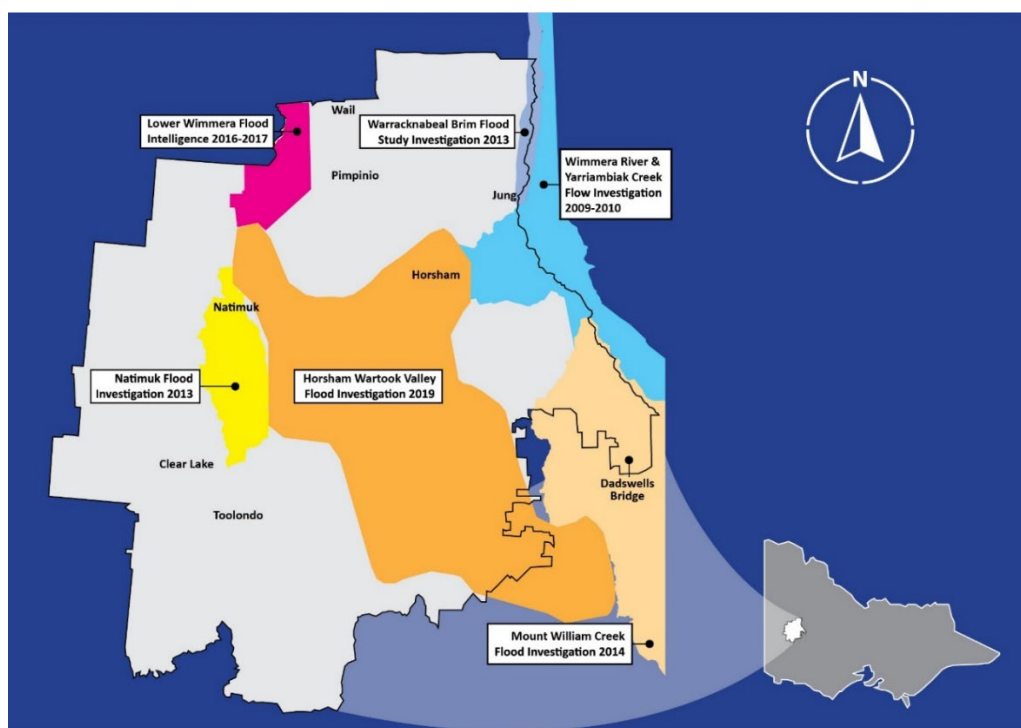 N
Wail
Lower Wimmera Flood
Intelligence 2016-2017
Warracknabeal Brim Flood
Study Investigation 2013
Pimpinio
Jung
Wimmera River &
Yarriambiak Creek
Flow Investigation
2009-2010
Horsham
Natimuk
Natimuk Flood
Investigation 2013
Horsham Wartook Valley
Flood Investigation 2019
Clear Lake
Dadswells
Bridge
Toolondo
Mount William Creek
Flood Investigation 2014